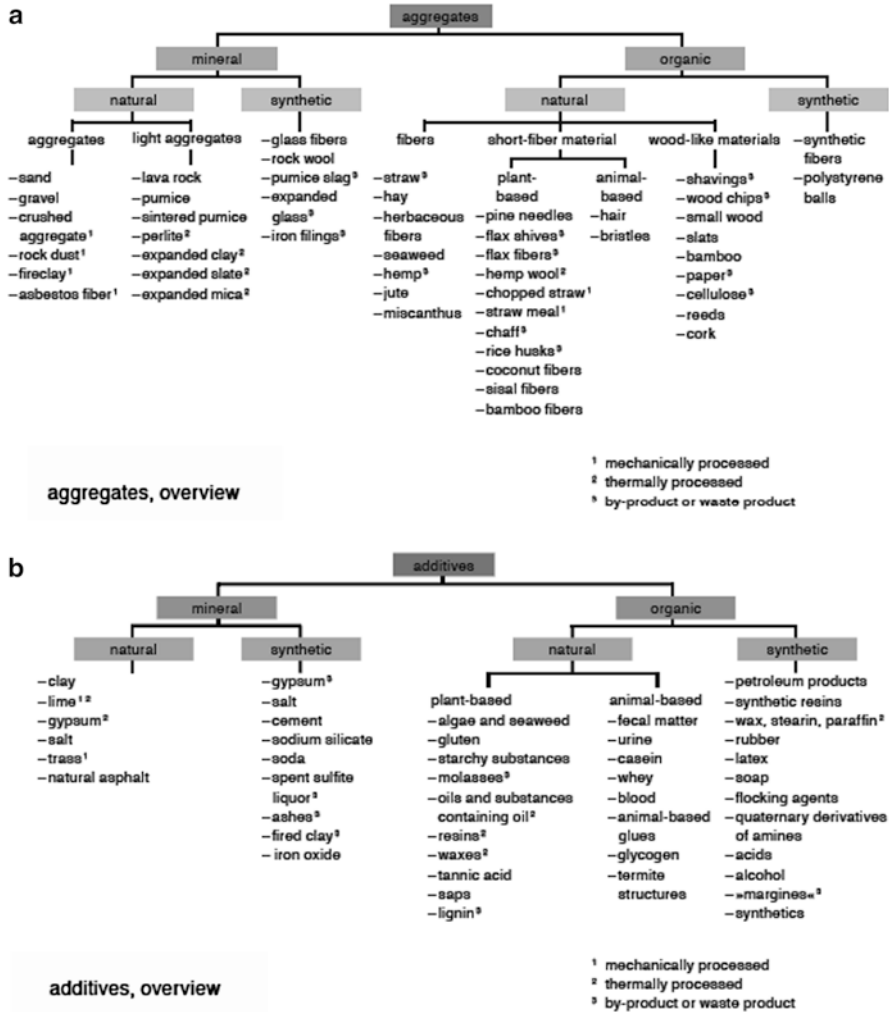 a
aggregates
mineral
organic
natural
synthetic
natural
synthetic
aggregates
–sand
–gravel
–crushed
aggregate¹
–rock dust¹
–fireclay¹
–asbestos fiber¹
light aggregates
–lava rock
–pumice
–sintered pumice
–perlite²
–expanded clay²
–expanded slate²
–expanded mica²
–glass fibers
–rock wool
–pumice slag³
–expanded
glass³
–iron filings³
fibers
–straw³
–hay
–herbaceous
fibers
–seaweed
–hemp³
–jute
–miscanthus
short-fiber material
plant-
based
–pine needles
–flax shives³
–flax fibers³
–hemp wool²
–chopped straw¹
–straw meal¹
–chaff³
–rice husks³
–coconut fibers
–sisal fibers
–bamboo fibers
animal-
based
–hair
–bristles
wood-like materials
–shavings³
–wood chips³
–small wood
–slats
–bamboo
–paper³
–cellulose³
–reeds
–cork
–synthetic
fibers
–polystyrene
balls
aggregates, overview
¹ mechanically processed
² thermally processed
³ by-product or waste product
b
additives
mineral
organic
natural
synthetic
natural
synthetic
–clay
–lime¹ ²
–gypsum²
–salt
–trass¹
–natural asphalt
–gypsum³
–salt
–cement
–sodium silicate
–soda
–spent sulfite
liquor³
–ashes³
–fired clay³
–iron oxide
plant-based
–algae and seaweed
–gluten
–starchy substances
–molasses³
–oils and substances
containing oil²
–resins²
–waxes²
–tannic acid
–saps
–lignin³
animal-based
–fecal matter
–urine
–casein
–whey
–blood
–animal-based
glues
–glycogen
–termite
structures
–petroleum products
–synthetic resins
–wax, stearin, paraffin²
–rubber
–latex
–soap
–flocking agents
–quaternary derivatives
of amines
–acids
–alcohol
–»margines«³
–synthetics
additives, overview
¹ mechanically processed
² thermally processed
³ by-product or waste product